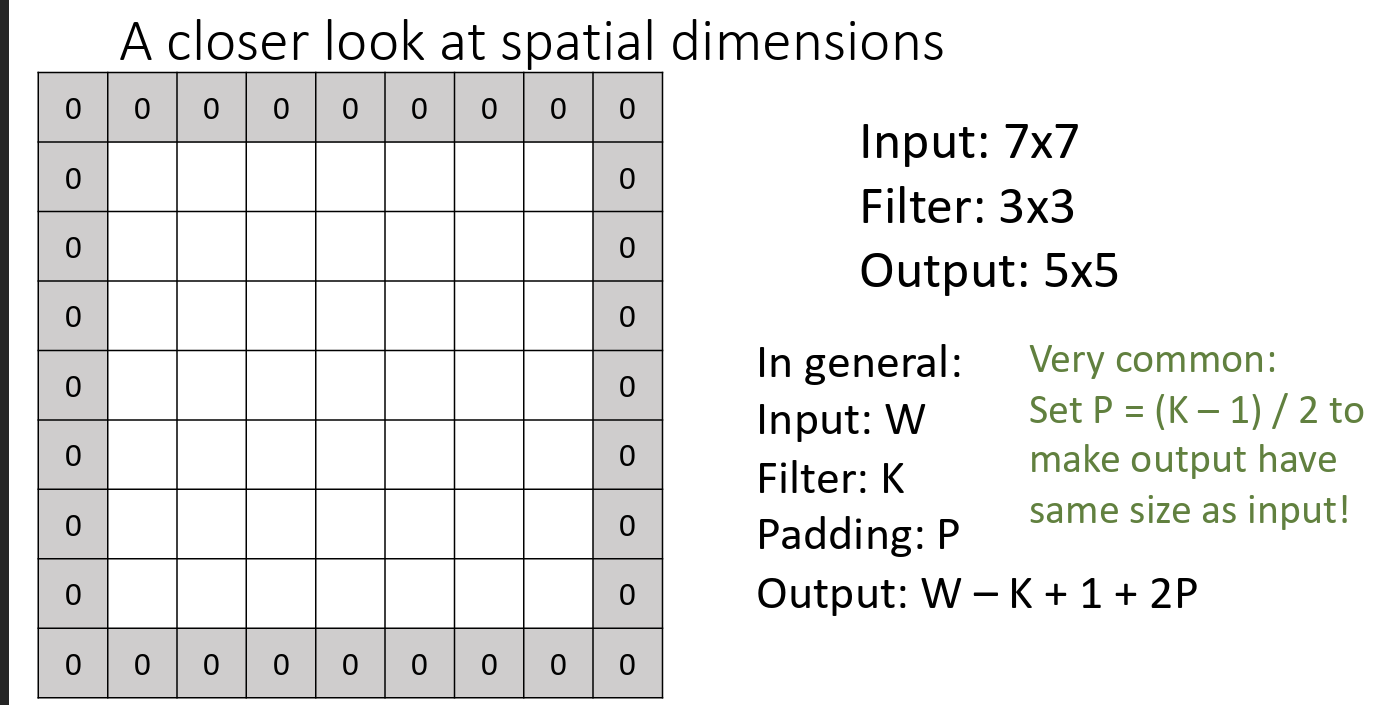 A closer look at spatial dimensions
0 0 0 0 0 0 0 0 0
0 0
0 0
0 0
0 0
0 0
0 0
0 0
0 0 0 0 0 0 0 0 0
Input: 7x7
Filter: 3x3
Output: 5x5
In general:
Input: W
Filter: K
Padding: P
Output: W – K + 1 + 2P
Very common:
Set P = (K – 1) / 2 to
make output have
same size as input!